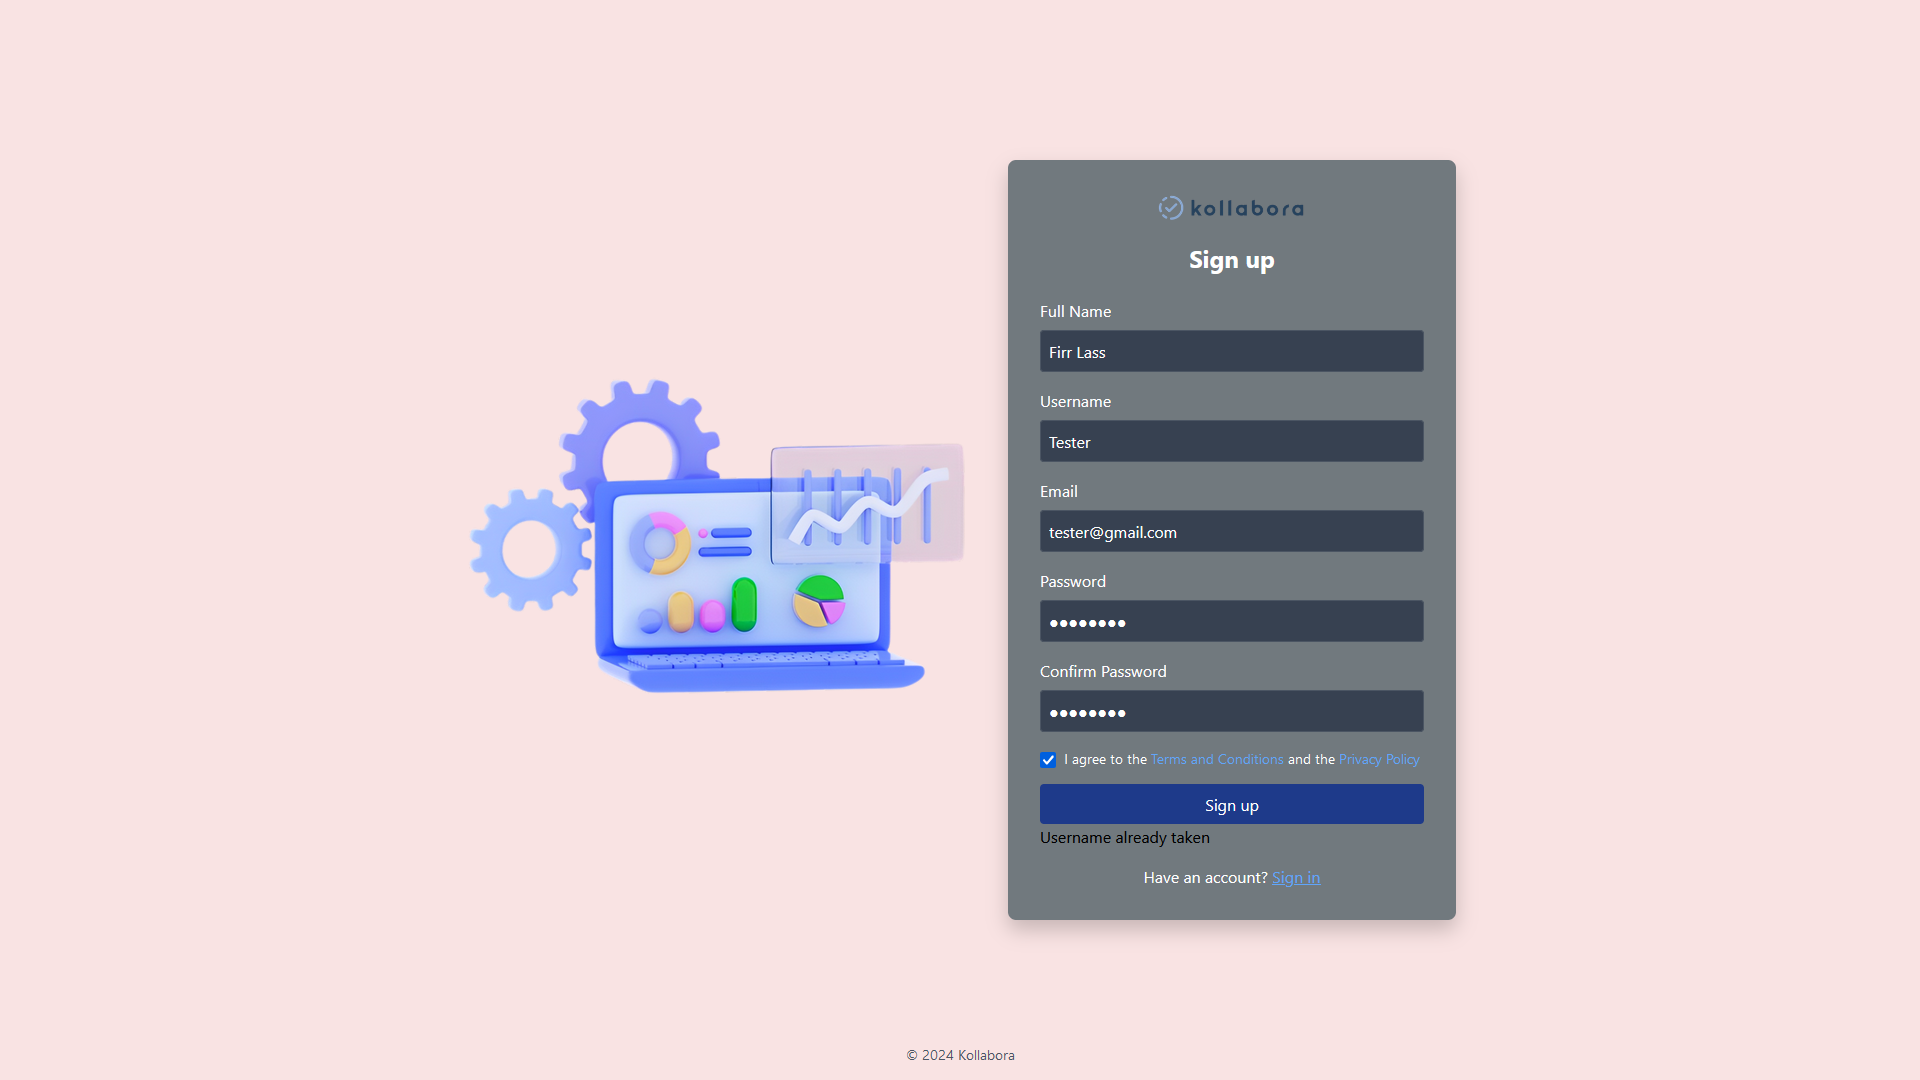 kollabora
Sign up
Full Name
Firr Lass
Username
Tester
Email
tester@gmail.com
Password
••••••••
Confirm Password
••••••••
I agree to the Terms and Conditions and the Privacy Policy
Sign up
Username already taken
Have an account? Sign in
© 2024 Kollabora